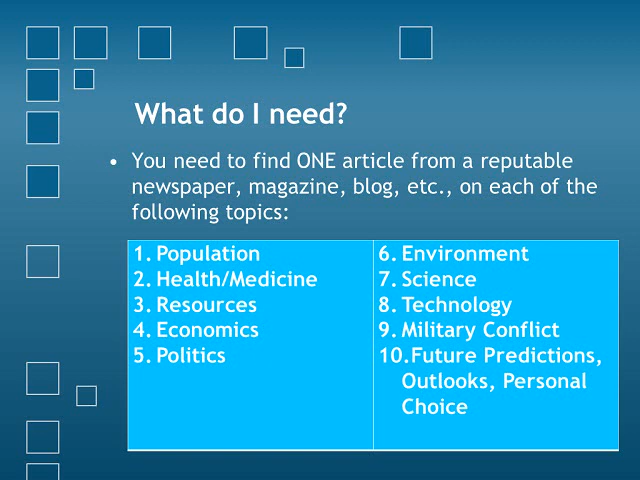 What do I need?
• You need to find ONE article from a reputable
newspaper, magazine, blog, etc., on each of the
following topics:
1. Population
2. Health/Medicine
3. Resources
4. Economics
5. Politics
6. Environment
7. Science
8. Technology
9. Military Conflict
10.Future Predictions,
Outlooks, Personal
Choice